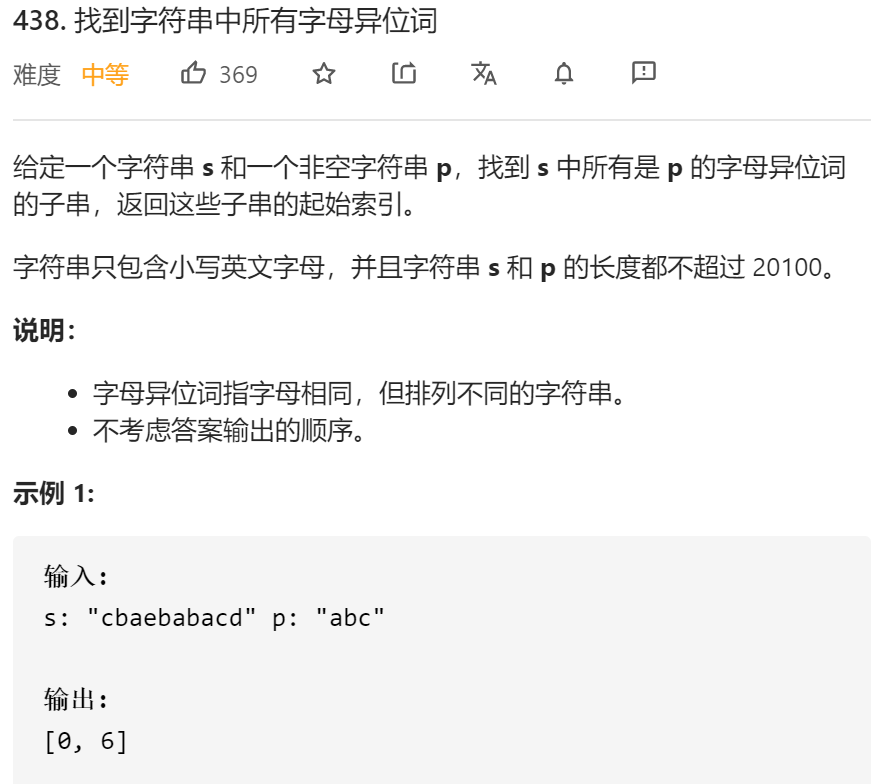 438. 找到字符串中所有字母异位词
难度 中等 369
给定一个字符串 s 和一个非空字符串 p，找到 s 中所有是 p 的字母异位词
的子串，返回这些子串的起始索引。
字符串只包含小写英文字母，并且字符串 s 和 p 的长度都不超过 20100。
说明：
• 字母异位词指字母相同，但排列不同的字符串。
• 不考虑答案输出的顺序。
示例 1:
输入:
s: "cbaebabacd" p: "abc"
输出:
[0, 6]